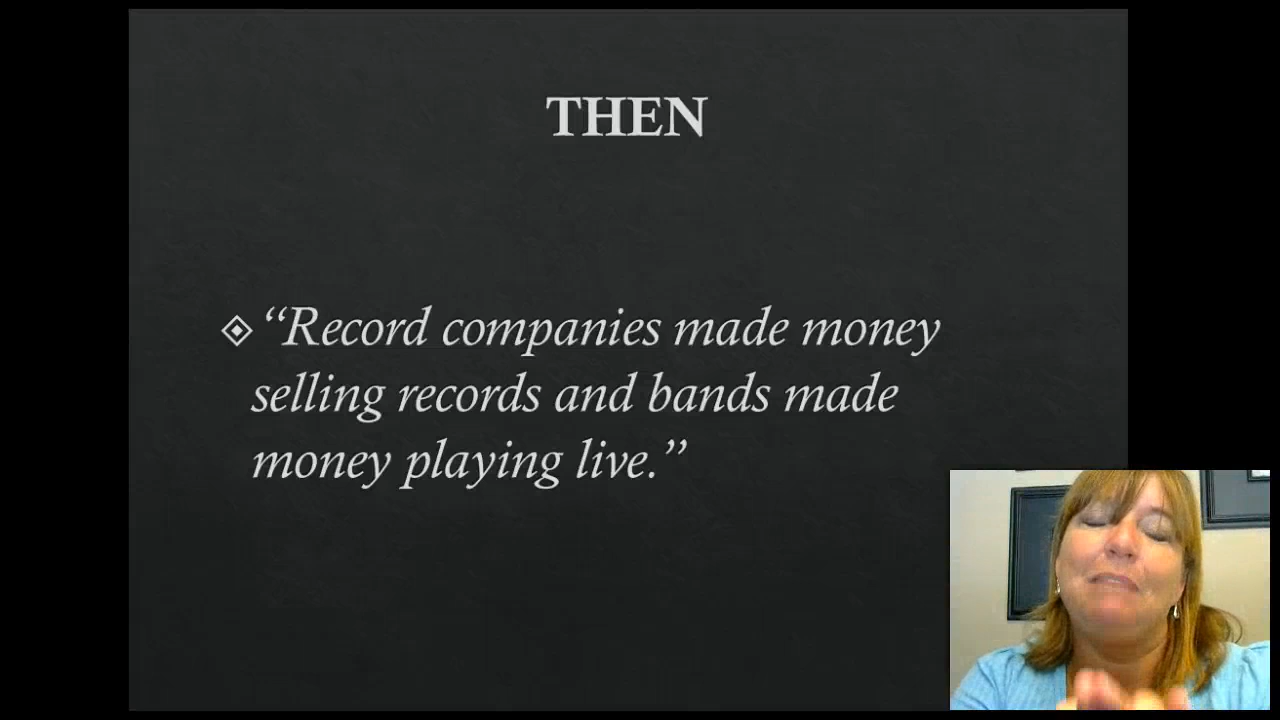 THEN
“Record companies made money
selling records and bands made
money playing live.”